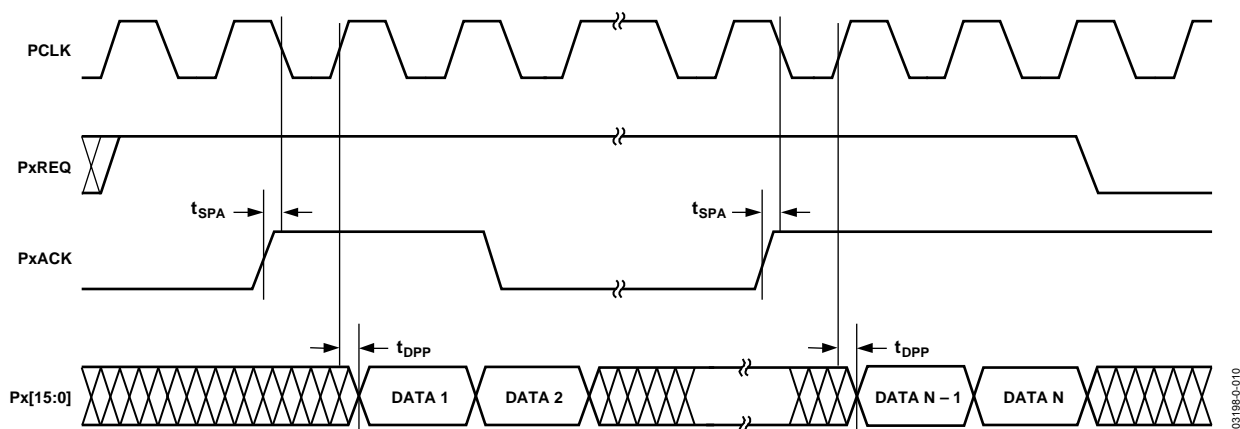 PCLK
PxREQ
tSPA
tSPA
PxACK
tDPP
tDPP
Px[15:0]
DATA 1
DATA 2
DATA N – 1
DATA N
03198-0-010